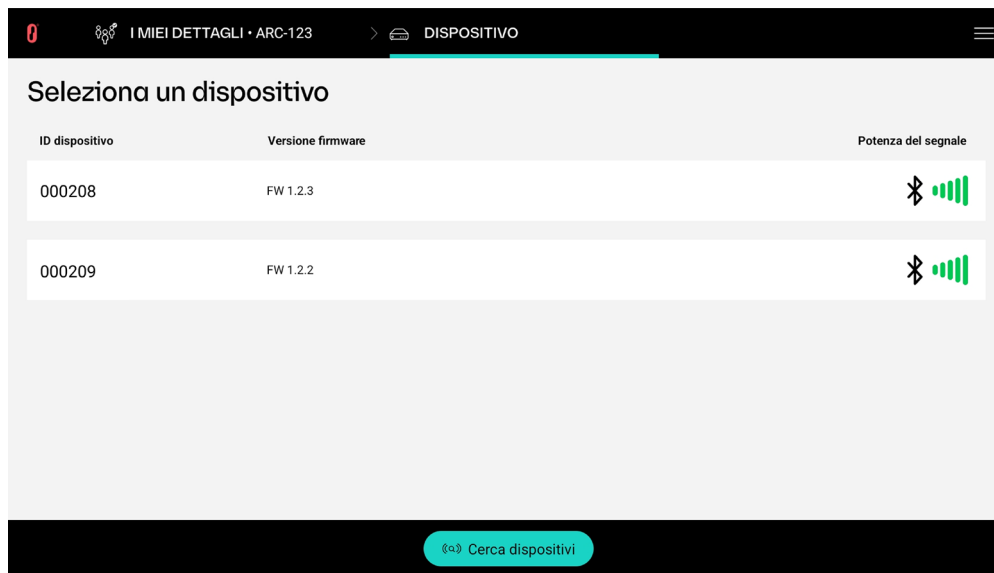 I MIEI DETTAGLI • ARC-123 > DISPOSITIVO
Seleziona un dispositivo
ID dispositivo Versione firmware Potenza del segnale
000208 FW 1.2.3
000209 FW 1.2.2
Cerca dispositivi